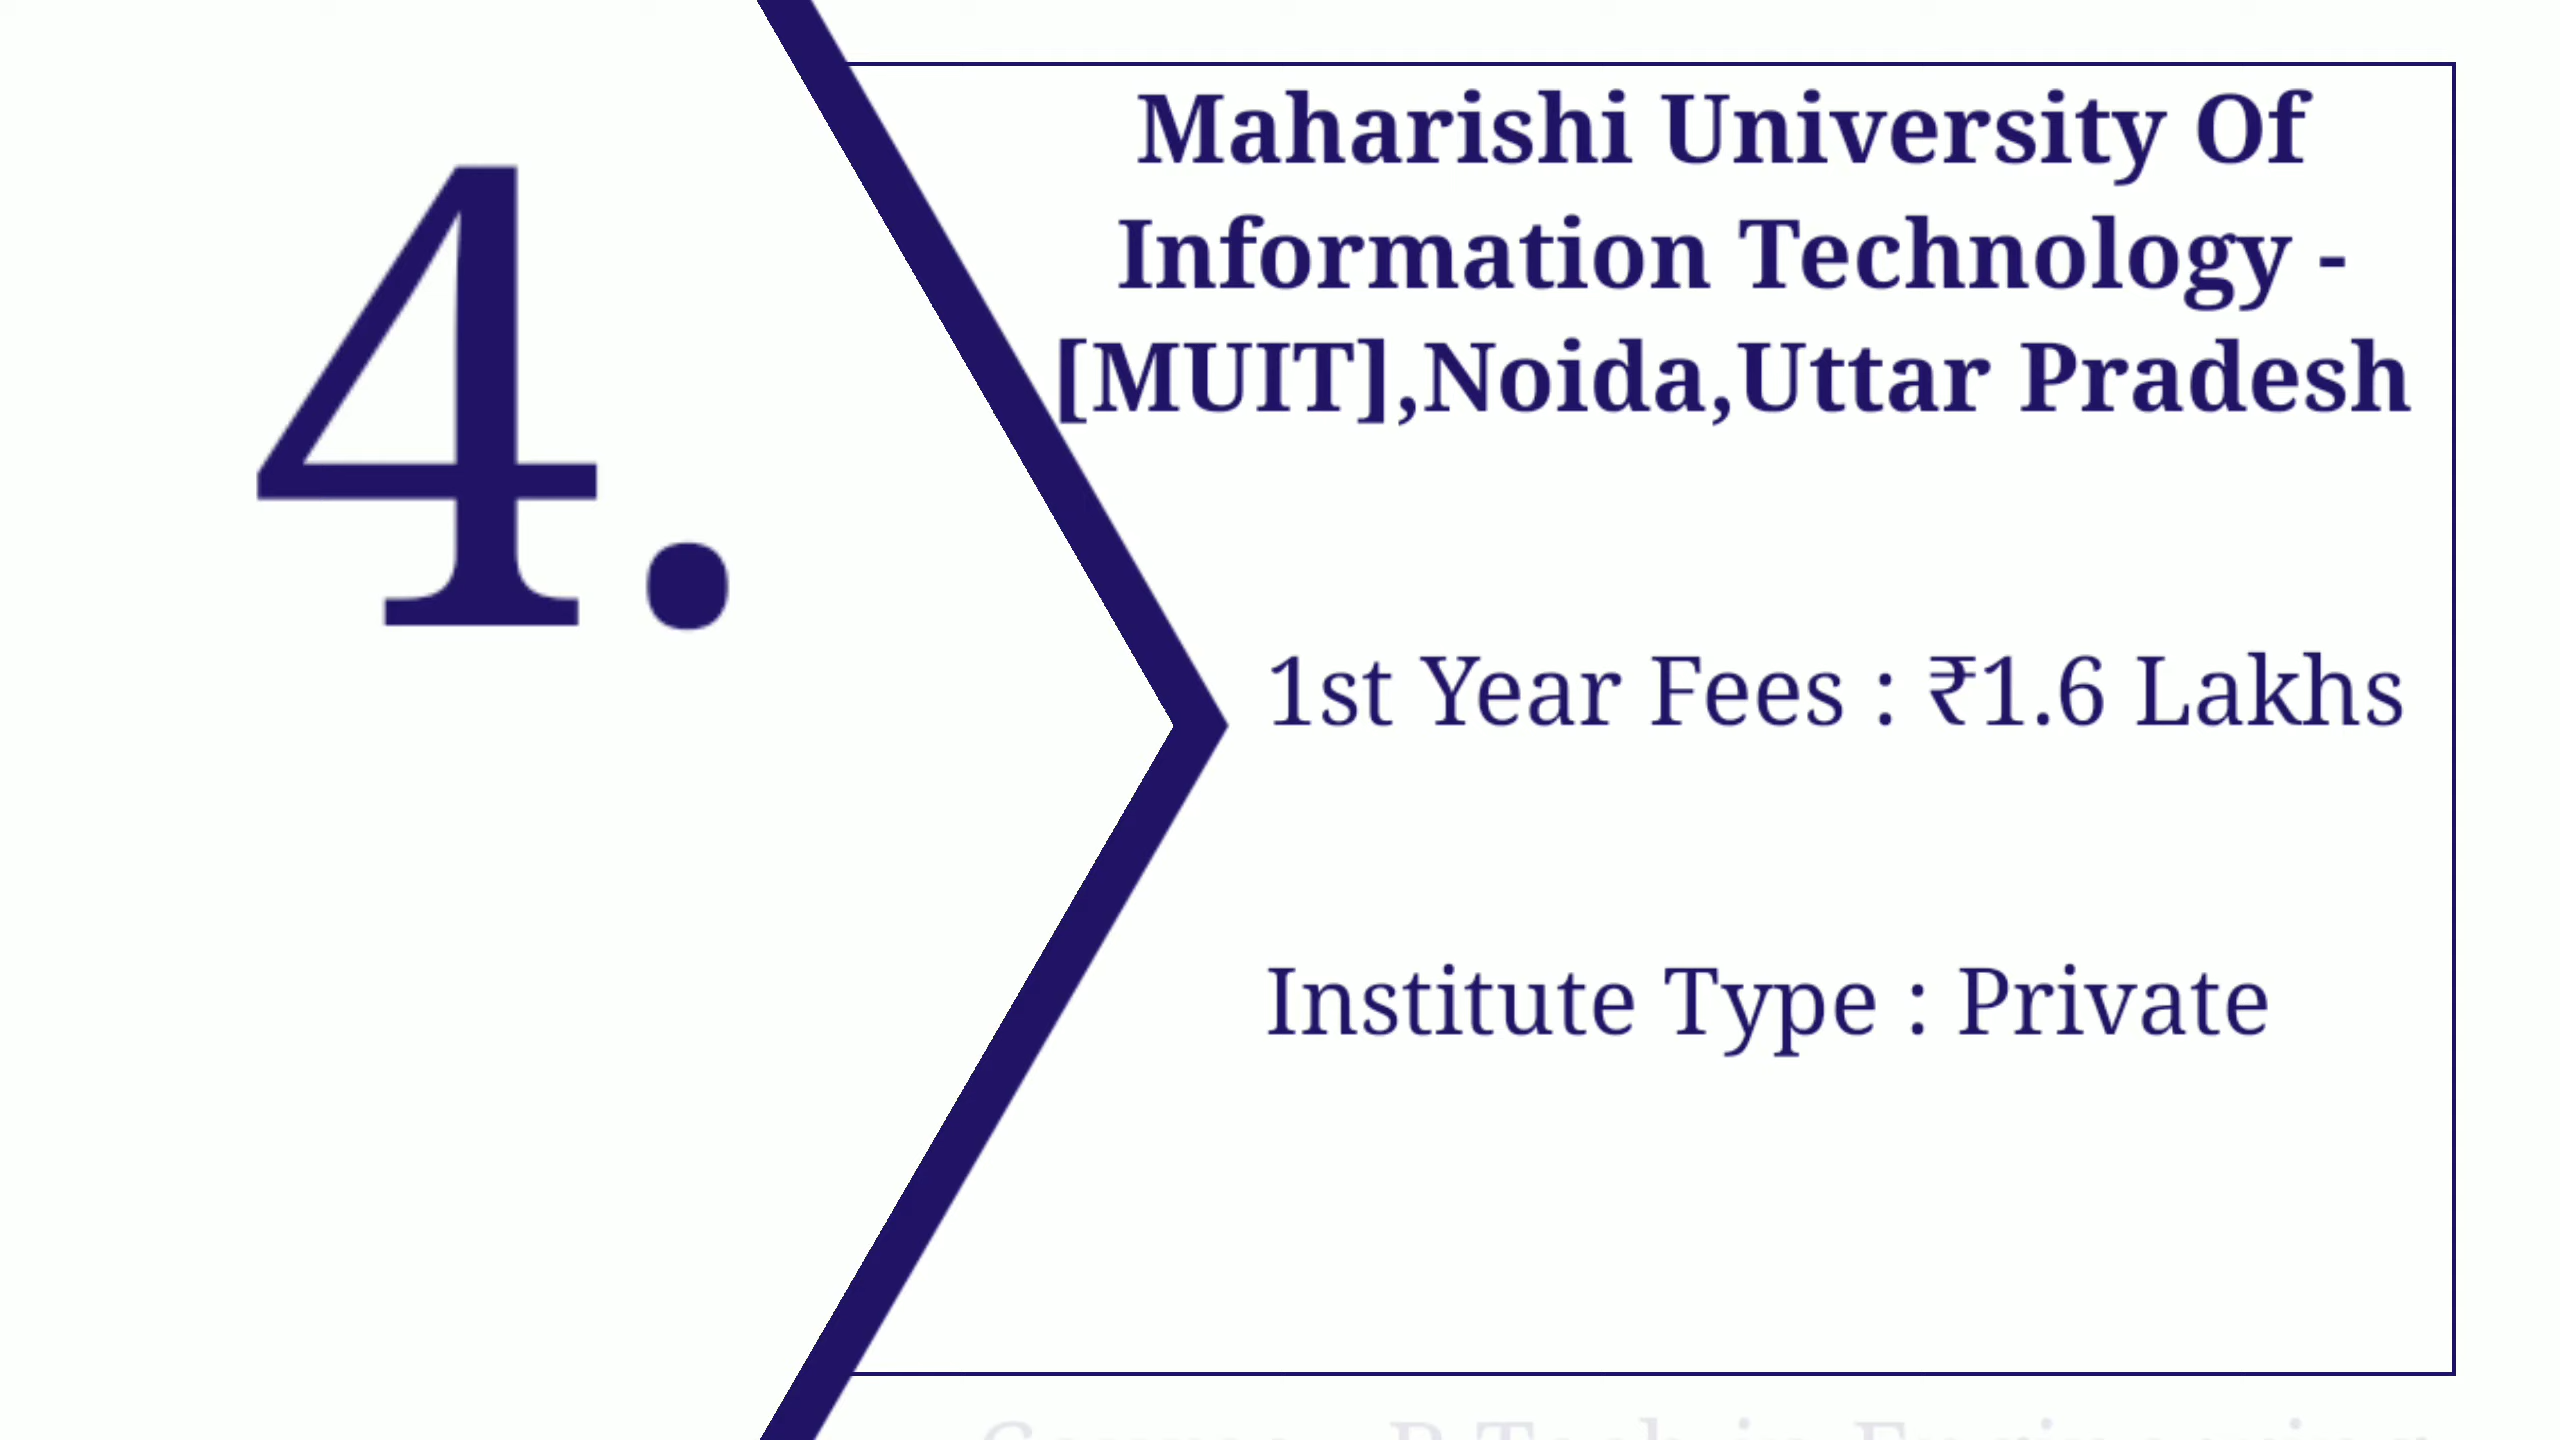 4.
Maharishi University Of
Information Technology -
[MUIT],Noida,Uttar Pradesh
1st Year Fees : ₹1.6 Lakhs
Institute Type : Private